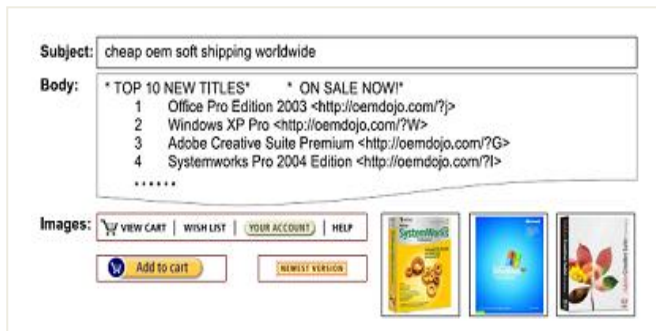 Subject: cheap oem soft shipping worldwide
Body: * TOP 10 NEW TITLES* * ON SALE NOW!*
1 Office Pro Edition 2003 <http://oemdojo.com/?j>
2 Windows XP Pro <http://oemdojo.com/?W>
3 Adobe Creative Suite Premium <http://oemdojo.com/?G>
4 Systemworks Pro 2004 Edition <http://oemdojo.com/?I>
......
Images: VIEW CART | WISH LIST | YOUR ACCOUNT | HELP
Add to cart
NEWEST VERSION
SystemWorks